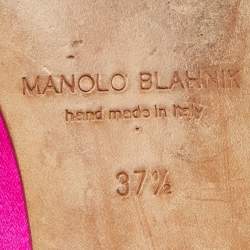 MANOLO BLAHNIK
hand made in Italy
37½